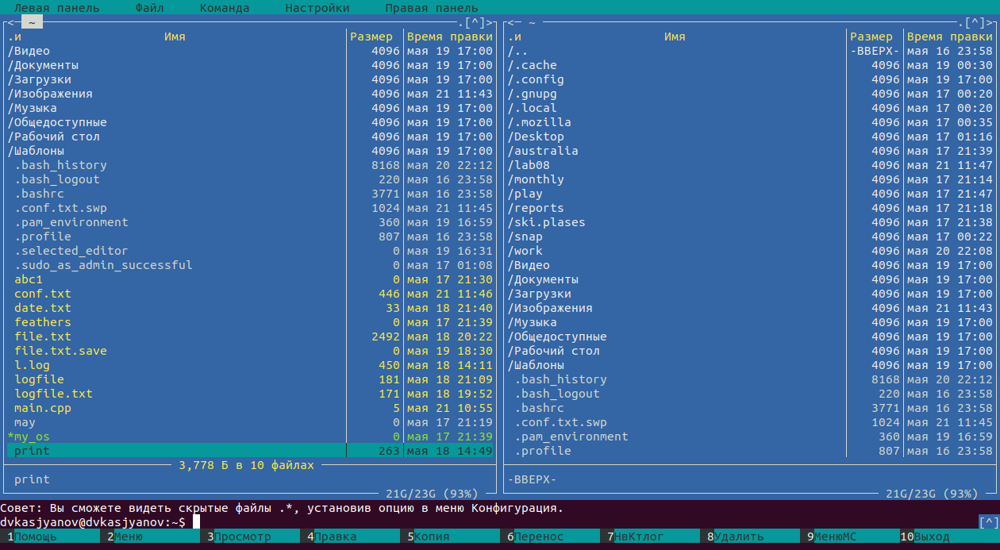 Левая панель Файл Команда Настройки Правая панель
<- ~ .[^]>
.и Имя Размер Время правки
/Видео 4096 мая 19 17:00
/Документы 4096 мая 19 17:00
/Загрузки 4096 мая 19 17:00
/Изображения 4096 мая 21 11:43
/Музыка 4096 мая 19 17:00
/Общедоступные 4096 мая 19 17:00
/Рабочий стол 4096 мая 19 17:00
/Шаблоны 4096 мая 19 17:00
.bash_history 8168 мая 20 22:12
.bash_logout 220 мая 16 23:58
.bashrc 3771 мая 16 23:58
.conf.txt.swp 1024 мая 21 11:45
.pam_environment 360 мая 19 16:59
.profile 807 мая 16 23:58
.selected_editor 0 мая 19 16:31
.sudo_as_admin_successful 0 мая 17 01:08
abc1 0 мая 17 21:30
conf.txt 446 мая 21 11:46
date.txt 33 мая 18 21:40
feathers 0 мая 17 21:39
file.txt 2492 мая 18 20:22
file.txt.save 0 мая 19 18:30
l.log 450 мая 18 14:11
logfile 181 мая 18 21:09
logfile.txt 171 мая 18 19:52
main.cpp 5 мая 21 10:55
may 0 мая 17 21:19
*my_os 0 мая 17 21:39
print 263 мая 18 14:49
3,778 Б в 10 файлах
print
21G/23G (93%)
<- ~ .[^]>
.и Имя Размер Время правки
/.. -ВВЕРХ- мая 16 23:58
/.cache 4096 мая 19 00:30
/.config 4096 мая 19 17:00
/.gnupg 4096 мая 17 00:20
/.local 4096 мая 17 00:20
/.mozilla 4096 мая 17 00:35
/Desktop 4096 мая 17 01:16
/australia 4096 мая 17 21:39
/lab08 4096 мая 21 11:47
/monthly 4096 мая 17 21:14
/play 4096 мая 17 21:47
/reports 4096 мая 17 21:18
/ski.plases 4096 мая 17 21:38
/snap 4096 мая 17 00:22
/work 4096 мая 20 22:08
/Видео 4096 мая 19 17:00
/Документы 4096 мая 19 17:00
/Загрузки 4096 мая 19 17:00
/Изображения 4096 мая 21 11:43
/Музыка 4096 мая 19 17:00
/Общедоступные 4096 мая 19 17:00
/Рабочий стол 4096 мая 19 17:00
/Шаблоны 4096 мая 19 17:00
.bash_history 8168 мая 20 22:12
.bash_logout 220 мая 16 23:58
.bashrc 3771 мая 16 23:58
.conf.txt.swp 1024 мая 21 11:45
.pam_environment 360 мая 19 16:59
.profile 807 мая 16 23:58
-ВВЕРХ-
21G/23G (93%)
Совет: Вы сможете видеть скрытые файлы .*, установив опцию в меню Конфигурация.
dvkasjyanov@dvkasjyanov:~$ [^]
1Помощь 2Меню 3Просмотр 4Правка 5Копия 6Перенос 7НвКтлог 8Удалить 9МенюМС 10Выход